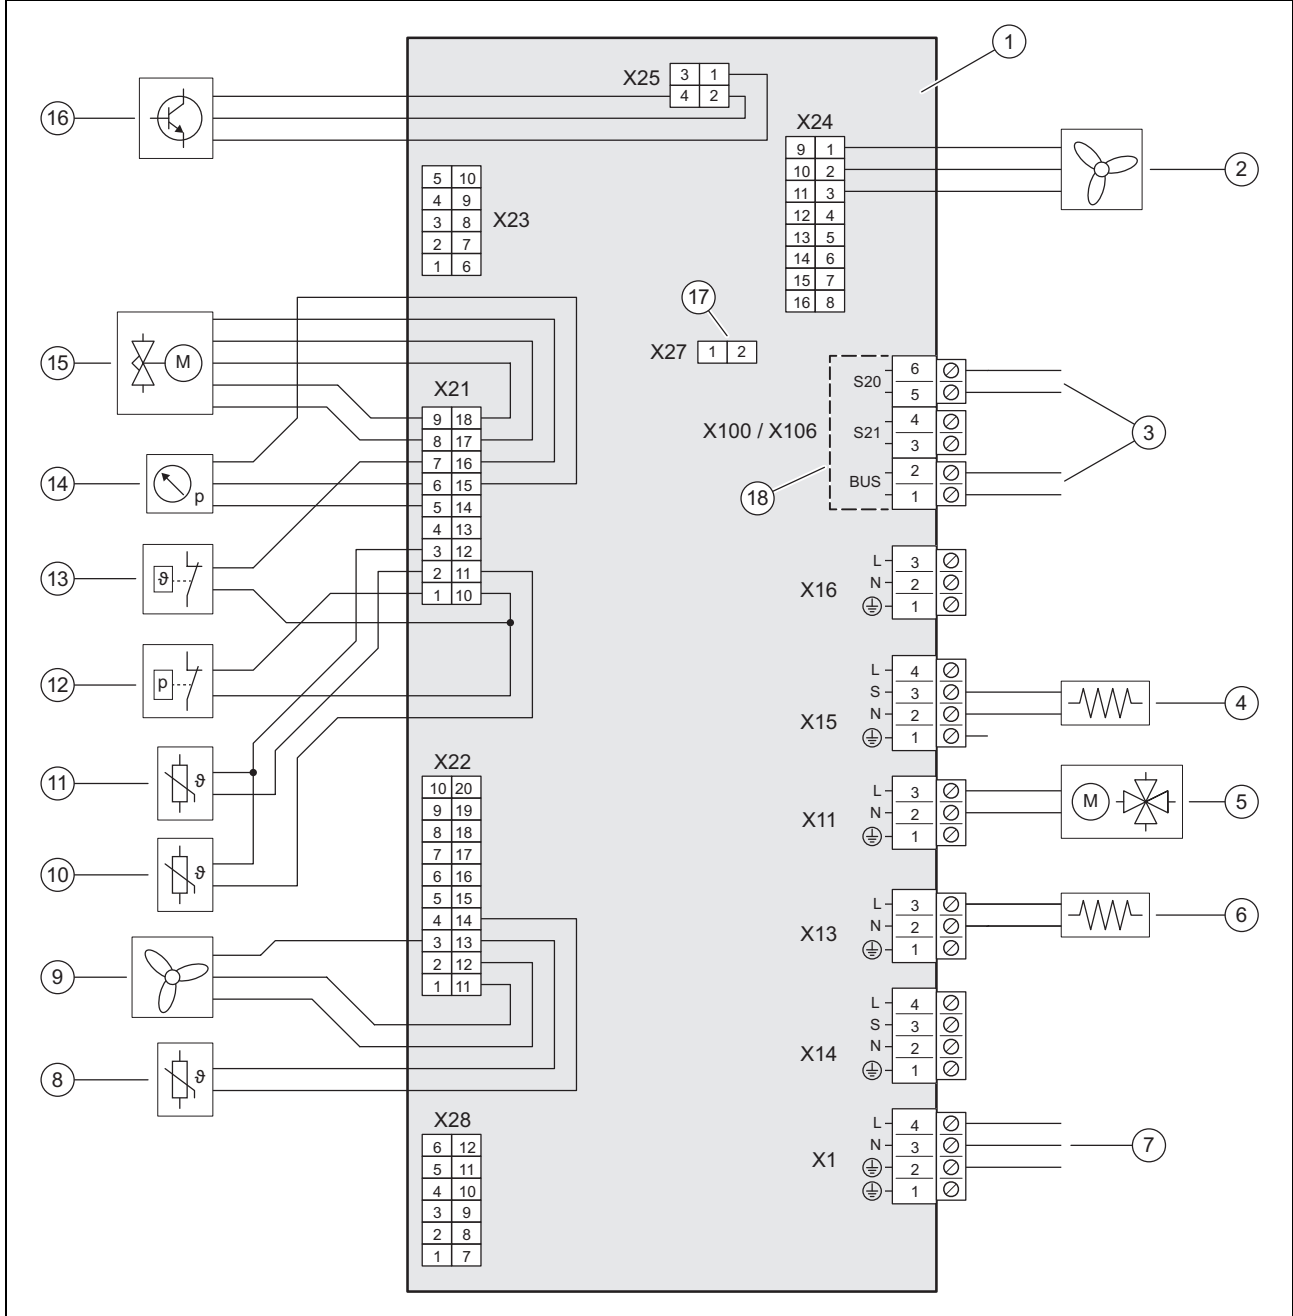 1
X25
3 1
4 2
16
X24
9 1
10 2
11 3
12 4
13 5
14 6
15 7
16 8
2
5 10
4 9
3 8
2 7
1 6
X23
17
X27
1 2
15
M
X21
9 18
8 17
7 16
6 15
5 14
4 13
3 12
2 11
1 10
X100 / X106
S20
6
5
S21
4
3
BUS
2
1
3
18
14
p
13
ϑ
X16
L 3
N 2
1
12
p
X15
L 4
S 3
N 2
1
4
11
ϑ
X22
10 20
9 19
8 18
7 17
6 16
5 15
4 14
3 13
2 12
1 11
X11
L 3
N 2
1
M
5
10
ϑ
X13
L 3
N 2
1
6
9
X14
L 4
S 3
N 2
1
8
ϑ
X28
6 12
5 11
4 10
3 9
2 8
1 7
X1
L 4
N 3
2
1
7